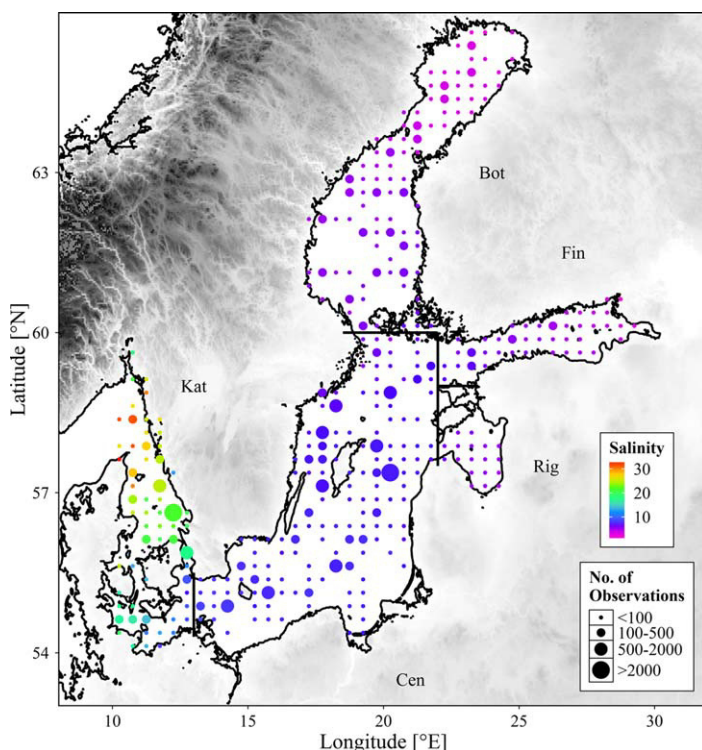 63
60
57
54
Latitude [°N]
Bot
Fin
Kat
Rig
Cen
Salinity
30
20
10
No. of
Observations
<100
100-500
500-2000
>2000
10 15 20 25 30
Longitude [°E]